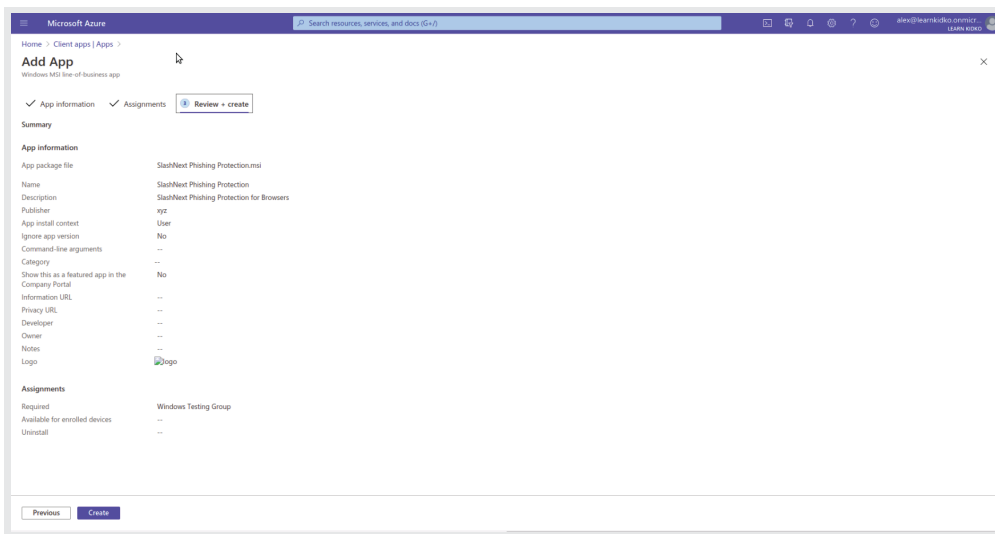 Microsoft Azure
Search resources, services, and docs (G+/)
alex@learnkidko.onmicr...
LEARN KIDKO
Home > Client apps | Apps >
Add App
Windows MSI line-of-business app
App information
Assignments
3 Review + create
Summary
App information
App package file SlashNext Phishing Protection.msi
Name SlashNext Phishing Protection
Description SlashNext Phishing Protection for Browsers
Publisher xyz
App install context User
Ignore app version No
Command-line arguments --
Category --
Show this as a featured app in the No
Company Portal
Information URL --
Privacy URL --
Developer --
Owner --
Notes --
Logo logo
Assignments
Required Windows Testing Group
Available for enrolled devices --
Uninstall --
Previous Create